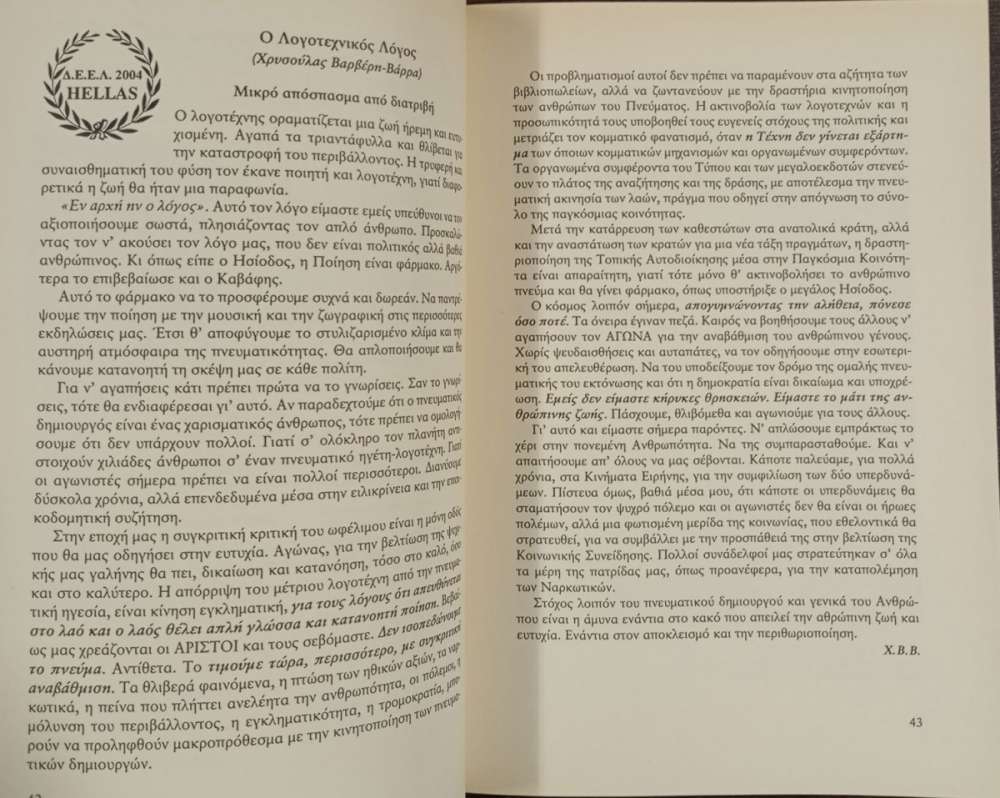 Δ.Ε.Ε.Λ. 2004
HELLAS
Ο Λογοτεχνικός Λόγος
(Χρυσούλας Βαρβέρη-Βάρρα)
Μικρό απόσπασμα από διατριβή
Ο λογοτέχνης οραματίζεται μια ζωή ήρεμη και ευτυ-
χισμένη. Αγαπά τα τριαντάφυλλα και θλίβεται για
την καταστροφή του περιβάλλοντος. Η τρυφερή και
συναισθηματική του φύση τον έκανε ποιητή και λογοτέχνη, γιατί διαφο-
ρετικά η ζωή θα ήταν μια παραφωνία.
«Εν αρχή ην ο λόγος». Αυτό τον λόγο είμαστε εμείς υπεύθυνοι να τον
αξιοποιήσουμε σωστά, πλησιάζοντας τον απλό άνθρωπο. Προσκαλώ-
ντας τον ν' ακούσει τον λόγο μας, που δεν είναι πολιτικός αλλά βαθιά
ανθρώπινος. Κι όπως είπε ο Ησίοδος, η Ποίηση είναι φάρμακο. Αργό-
τερα το επιβεβαίωσε και ο Καβάφης.
Αυτό το φάρμακο να το προσφέρουμε συχνά και δωρεάν. Να παντρέ-
ψουμε την ποίηση με την μουσική και την ζωγραφική στις περισσότερες
εκδηλώσεις μας. Έτσι θ' αποφύγουμε το στυλιζαρισμένο κλίμα και την
αυστηρή ατμόσφαιρα της πνευματικότητας. Θα απλοποιήσουμε και θα
κάνουμε κατανοητή τη σκέψη μας σε κάθε πολίτη.
Για ν' αγαπήσεις κάτι πρέπει πρώτα να το γνωρίσεις. Σαν το γνωρί-
σεις, τότε θα ενδιαφέρεσαι γι' αυτό. Αν παραδεχτούμε ότι ο πνευματικός
δημιουργός είναι ένας χαρισματικός άνθρωπος, τότε πρέπει να ομολογή-
σουμε ότι δεν υπάρχουν πολλοί. Γιατί σ' ολόκληρο τον πλανήτη αντι-
στοιχούν χιλιάδες άνθρωποι σ' έναν πνευματικό ηγέτη-λογοτέχνη. Γιατί
οι αγωνιστές σήμερα πρέπει να είναι πολλοί περισσότεροι. Διανύσαμε
δύσκολα χρόνια, αλλά επενδεδυμένα μέσα στην ειλικρίνεια και την εποι-
κοδομητική συζήτηση.
Στην εποχή μας η συγκριτική κριτική του ωφέλιμου είναι η μόνη οδός
που θα μας οδηγήσει στην ευτυχία. Αγώνας, για την βελτίωση της ψυχι-
κής μας γαλήνης θα πει, δικαίωση και κατανόηση, τόσο στο καλό, όσο
και στο καλύτερο. Η απόρριψη του μέτριου λογοτέχνη από την πνευμα-
τική ηγεσία, είναι κίνηση εγκληματική, για τους λόγους ότι απευθύνεται
στο λαό και ο λαός θέλει απλή γλώσσα και κατανοητή ποίηση. Βεβαί-
ως μας χρεάζονται οι ΑΡΙΣΤΟΙ και τους σεβόμαστε. Δεν ισοπεδώνουμε
το πνεύμα. Αντίθετα. Το τιμούμε τώρα, περισσότερο, με συγκριτική
αναβάθμιση. Τα θλιβερά φαινόμενα, η πτώση των ηθικών αξιών, τα ναρ-
κωτικά, η πείνα που πλήττει ανελέητα την ανθρωπότητα, οι πόλεμοι, η
μόλυνση του περιβάλλοντος, η εγκληματικότητα, η τρομοκρατία, μπο-
ρούν να προληφθούν μακροπρόθεσμα με την κινητοποίηση των πνευμα-
τικών δημιουργών.
Οι προβληματισμοί αυτοί δεν πρέπει να παραμένουν στα αζήτητα των
βιβλιοπωλείων, αλλά να ζωντανεύουν με την δραστήρια κινητοποίηση
των ανθρώπων του Πνεύματος. Η ακτινοβολία των λογοτεχνών και η
προσωπικότητά τους υποβοηθεί τους ευγενείς στόχους της πολιτικής και
μετριάζει τον κομματικό φανατισμό, όταν η Τέχνη δεν γίνεται εξάρτη-
μα των όποιων κομματικών μηχανισμών και οργανωμένων συμφερόντων.
Τα οργανωμένα συμφέροντα του Τύπου και των μεγαλοεκδοτών στενεύ-
ουν το πλάτος της αναζήτησης και της δράσης, με αποτέλεσμα την πνευ-
ματική ακινησία των λαών, πράγμα που οδηγεί στην απόγνωση το σύνο-
λο της παγκόσμιας κοινότητας.
Μετά την κατάρρευση των καθεστώτων στα ανατολικά κράτη, αλλά
και την αναστάτωση των κρατών για μια νέα τάξη πραγμάτων, η δραστη-
ριοποίηση της Τοπικής Αυτοδιοίκησης μέσα στην Παγκόσμια Κοινότη-
τα είναι απαραίτητη, γιατί τότε μόνο θ' ακτινοβολήσει το ανθρώπινο
πνεύμα και θα γίνει φάρμακο, όπως υποστήριξε ο μεγάλος Ησίοδος.
Ο κόσμος λοιπόν σήμερα, απογυμνώνοντας την αλήθεια, πόνεσε
όσο ποτέ. Τα όνειρα έγιναν πεζά. Καιρός να βοηθήσουμε τους άλλους ν'
αγαπήσουν τον ΑΓΩΝΑ για την αναβάθμιση του ανθρώπινου γένους.
Χωρίς ψευδαισθήσεις και αυταπάτες, να τον οδηγήσουμε στην εσωτερι-
κή του απελευθέρωση. Να του υποδείξουμε τον δρόμο της ομαλής πνευ-
ματικής του εκτόνωσης και ότι η δημοκρατία είναι δικαίωμα και υποχρέ-
ωση. Εμείς δεν είμαστε κήρυκες θρησκειών. Είμαστε το μάτι της αν-
θρώπινης ζωής. Πάσχουμε, θλιβόμεθα και αγωνιούμε για τους άλλους.
Γι' αυτό και είμαστε σήμερα παρόντες. Ν' απλώσουμε εμπράκτως το
χέρι στην πονεμένη Ανθρωπότητα. Να της συμπαρασταθούμε. Και ν'
απαιτήσουμε απ' όλους να μας σέβονται. Κάποτε παλεύαμε, για πολλά
χρόνια, στα Κινήματα Ειρήνης, για την συμφιλίωση των δύο υπερδυνά-
μεων. Πίστευα όμως, βαθιά μέσα μου, ότι κάποτε οι υπερδυνάμεις θα
σταματήσουν τον ψυχρό πόλεμο και οι αγωνιστές δεν θα είναι οι ήρωες
πολέμων, αλλά μια φωτισμένη μερίδα της κοινωνίας, που εθελοντικά θα
στρατευθεί, για να συμβάλλει με την προσπάθειά της στην βελτίωση της
Κοινωνικής Συνείδησης. Πολλοί συνάδελφοί μας στρατεύτηκαν σ' όλα
τα μέρη της πατρίδας μας, όπως προανέφερα, για την καταπολέμηση
των Ναρκωτικών.
Στόχος λοιπόν του πνευματικού δημιουργού και γενικά του Ανθρώ-
που είναι η άμυνα ενάντια στο κακό που απειλεί την αθρώπινη ζωή και
ευτυχία. Ενάντια στον αποκλεισμό και την περιθωριοποίηση.
Χ.Β.Β.
43